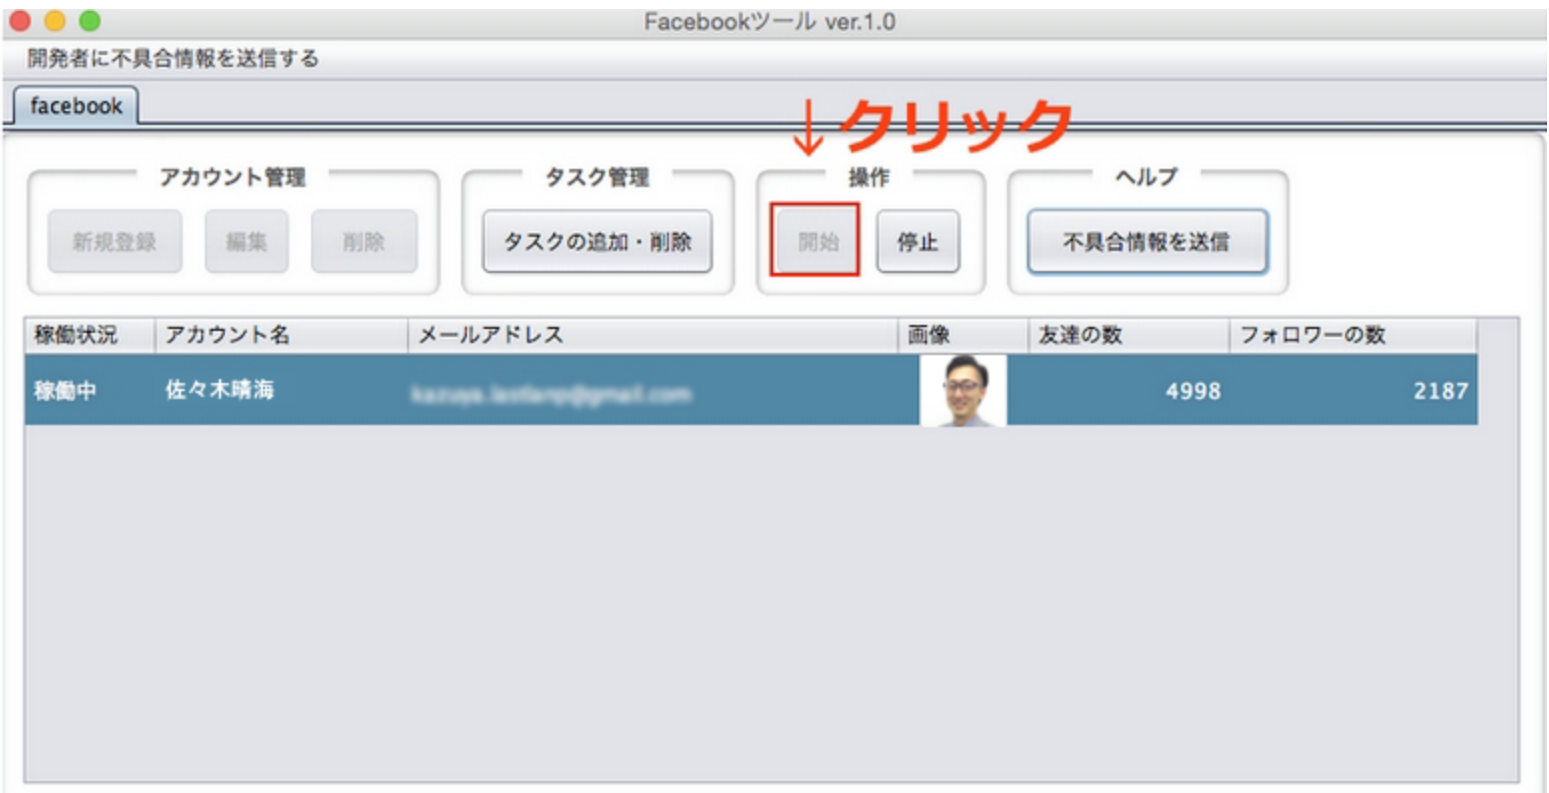 Facebookツール ver.1.0
開発者に不具合情報を送信する
facebook
↓クリック
アカウント管理 タスク管理 操作 ヘルプ
新規登録 編集 削除 タスクの追加・削除 開始 停止 不具合情報を送信
稼働状況 アカウント名 メールアドレス 画像 友達の数 フォロワーの数
稼働中 佐々木晴海 4998 2187